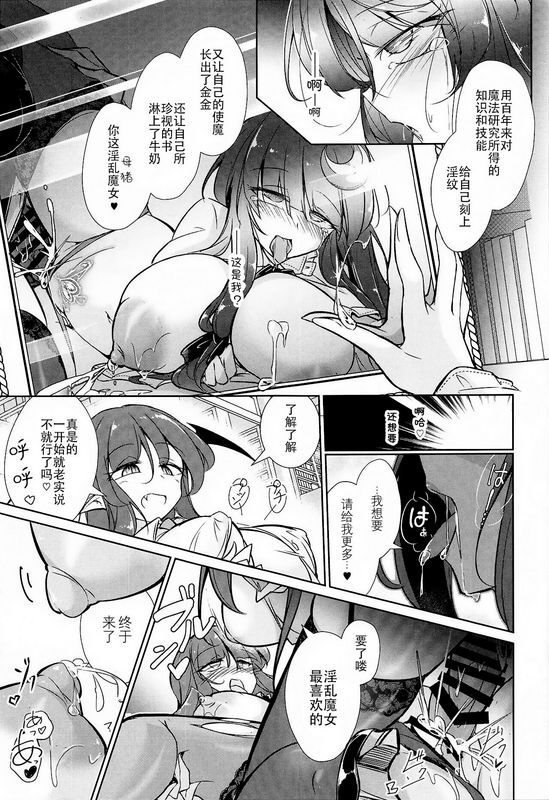 用百年来对
魔法研究所得的
知识和技能
给自己刻上
淫纹
啊
啊
又让自己的使魔
长出了金金
还让自己所
珍视的书
淋上了牛奶
你这淫乱魔女♥
母猪
这是我?
啊哈♡
还想要
…我想要
请给我更多…♥
はぁ
はぁ
了解了解
真是的
一开始就老实说
不就行了吗♡
呼
呼♡
要了喽
淫乱魔女
最喜欢的
终于
来了